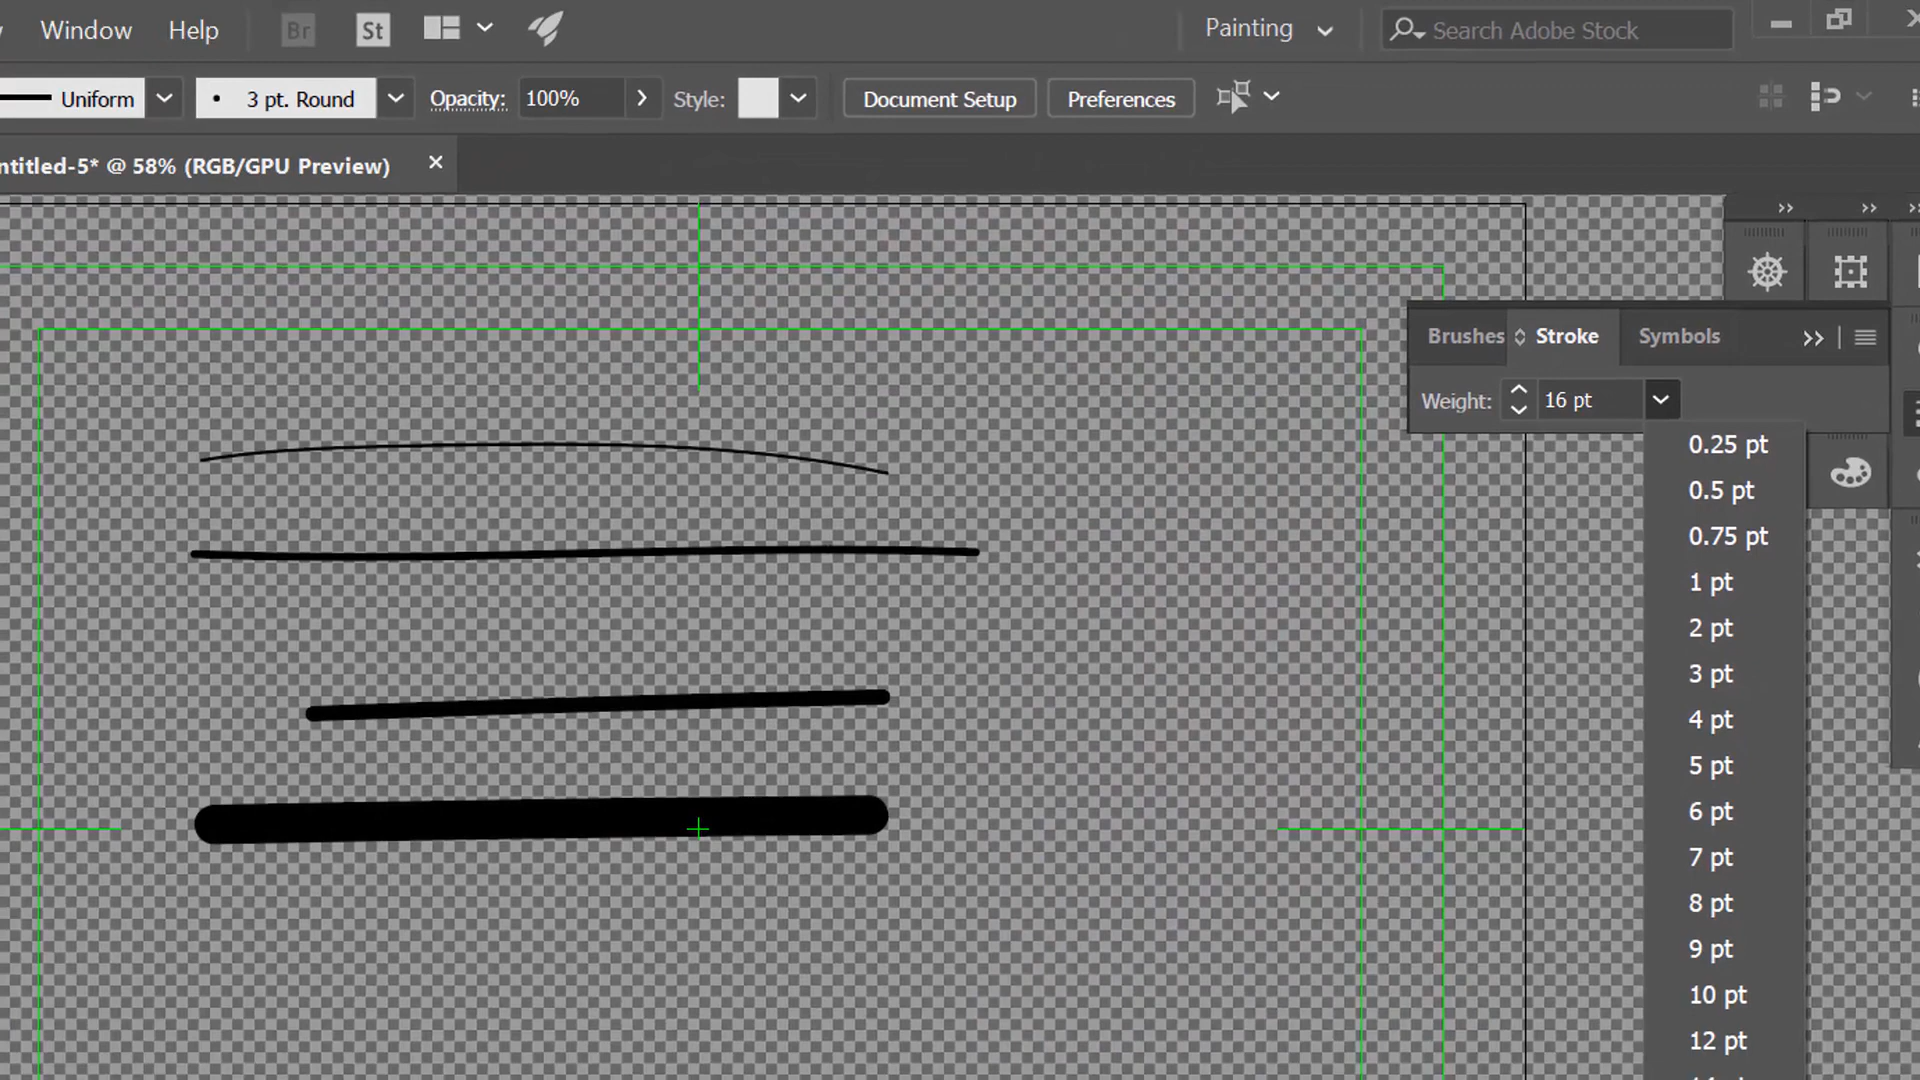 Window Help Br St Painting Search Adobe Stock
Uniform 3 pt. Round Opacity: 100% Style: Document Setup Preferences
ntitled-5* @ 58% (RGB/GPU Preview)
Brushes Stroke Symbols
Weight: 16 pt
0.25 pt
0.5 pt
0.75 pt
1 pt
2 pt
3 pt
4 pt
5 pt
6 pt
7 pt
8 pt
9 pt
10 pt
12 pt